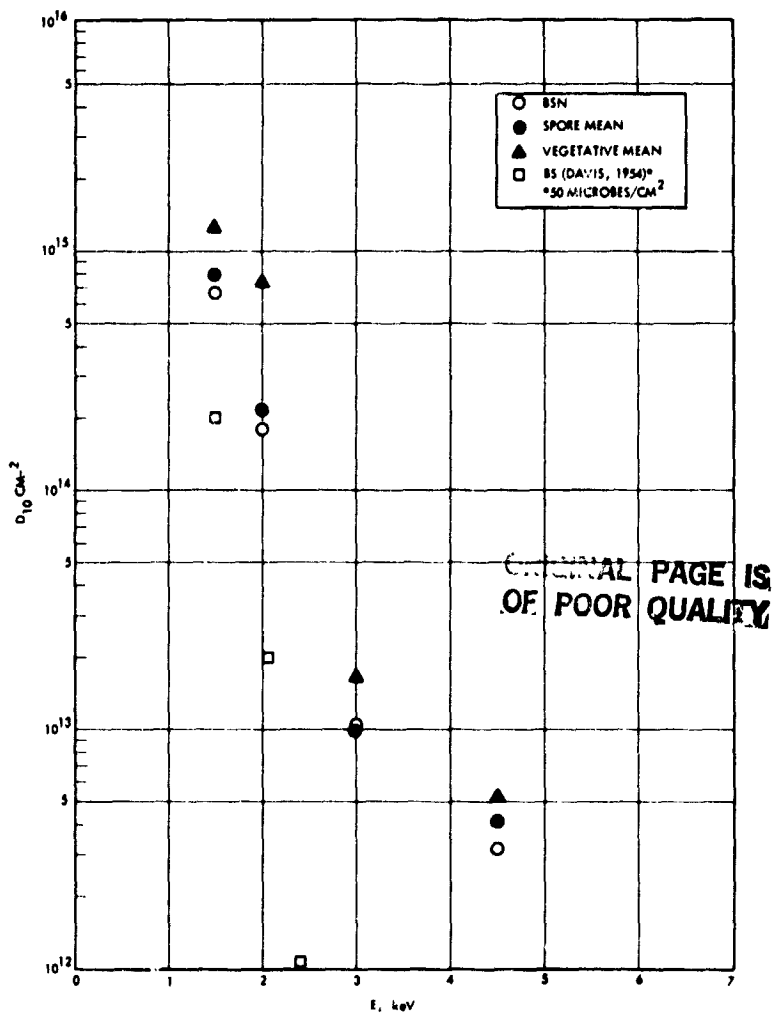 10^16
5
10^15
5
10^14
5
10^13
5
10^12
D10 CM-2
○ BSN
● SPORE MEAN
▲ VEGETATIVE MEAN
□ BS (DAVIS, 1954)*
*50 MICROBES/CM^2
ORIGINAL PAGE IS
OF POOR QUALITY
0 1 2 3 4 5 6 7
E, keV